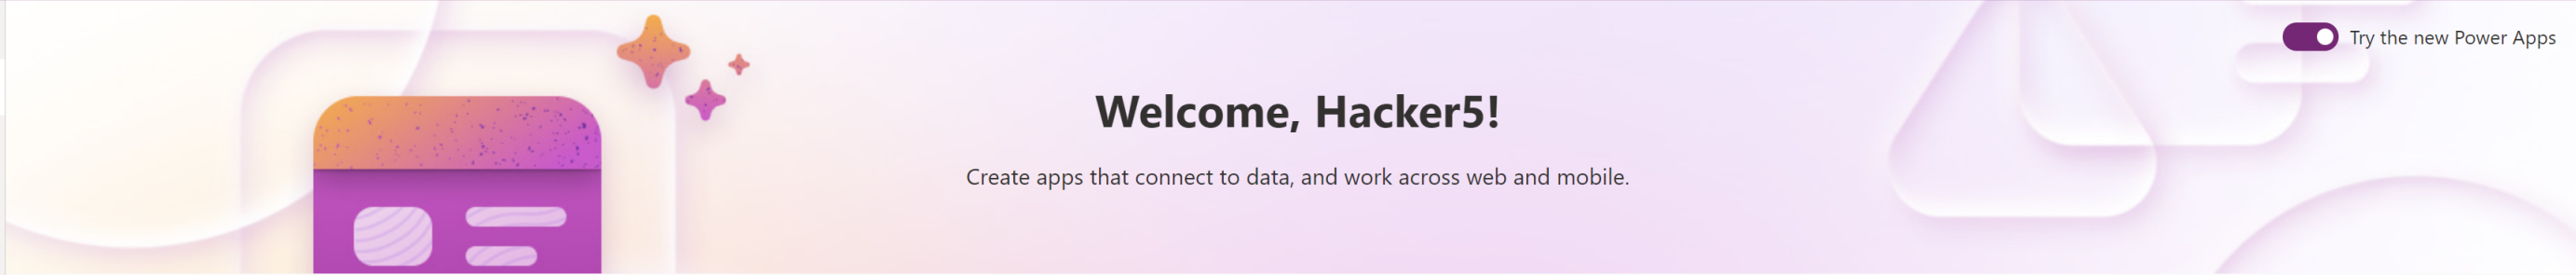 Try the new Power Apps
Welcome, Hacker5!
Create apps that connect to data, and work across web and mobile.